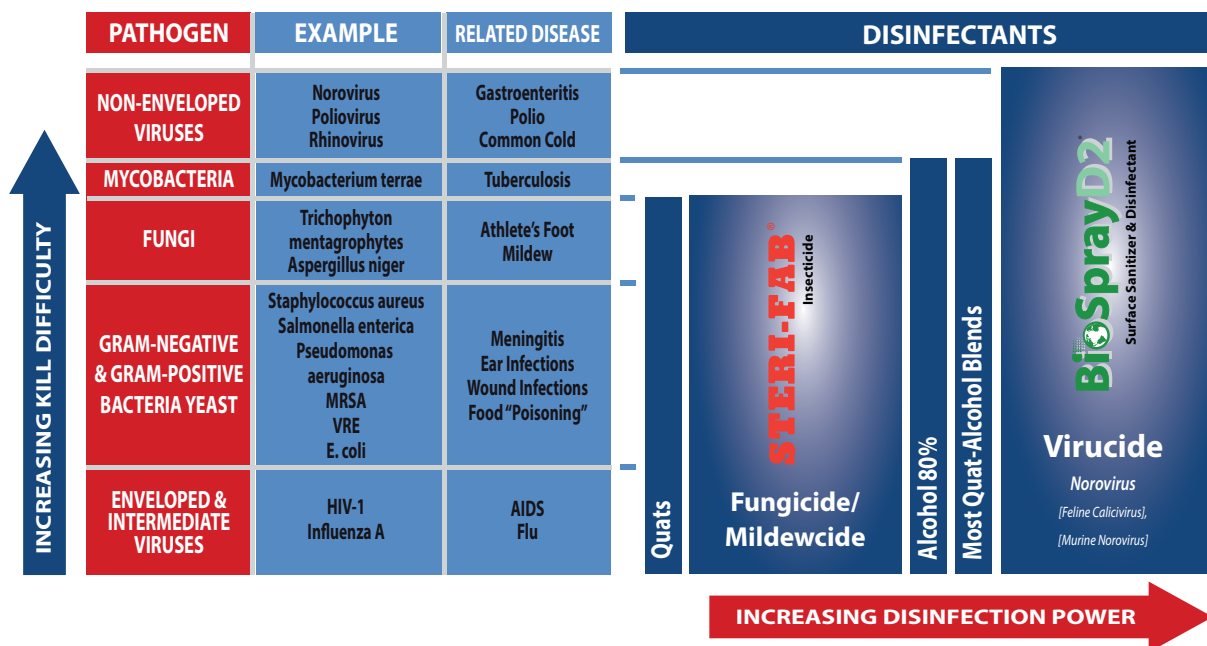 PATHOGEN
EXAMPLE
RELATED DISEASE
DISINFECTANTS
NON-ENVELOPED
VIRUSES
Norovirus
Poliovirus
Rhinovirus
Gastroenteritis
Polio
Common Cold
MYCOBACTERIA
Mycobacterium terrae
Tuberculosis
FUNGI
Trichophyton
mentagrophytes
Aspergillus niger
Athlete's Foot
Mildew
GRAM-NEGATIVE
& GRAM-POSITIVE
BACTERIA YEAST
Staphylococcus aureus
Salmonella enterica
Pseudomonas
aeruginosa
MRSA
VRE
E. coli
Meningitis
Ear Infections
Wound Infections
Food "Poisoning"
ENVELOPED &
INTERMEDIATE
VIRUSES
HIV-1
Influenza A
AIDS
Flu
INCREASING KILL DIFFICULTY
Quats
STERI-FAB®
Insecticide
Fungicide/
Mildewcide
Alcohol 80%
Most Quat-Alcohol Blends
BioSprayD2®
Surface Sanitizer & Disinfectant
Virucide
Norovirus
[Feline Calicivirus],
[Murine Norovirus]
INCREASING DISINFECTION POWER